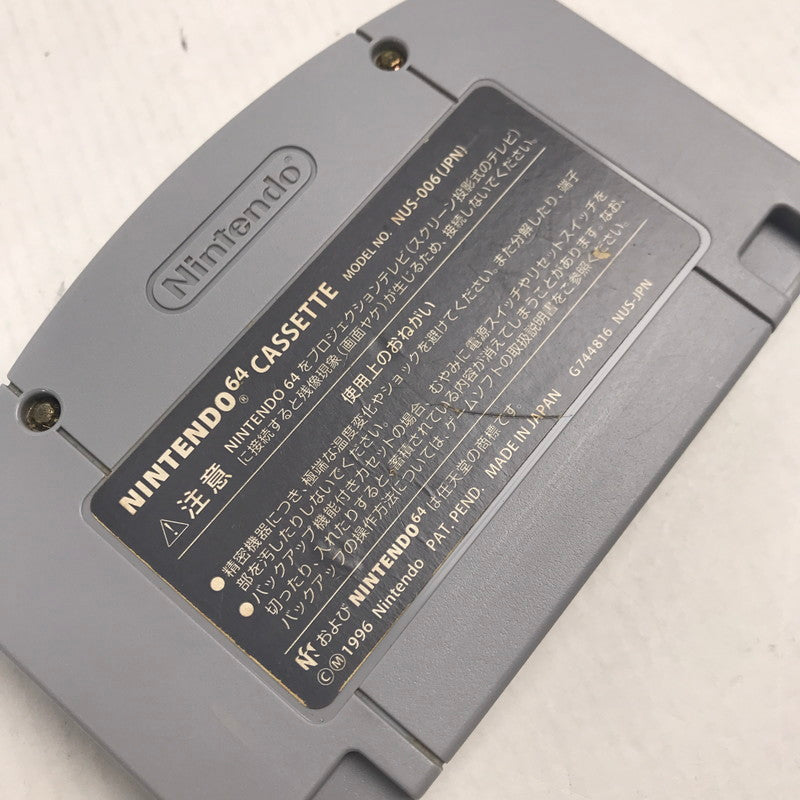 Nintendo
NINTENDO64® CASSETTE MODEL NO. NUS-006(JPN)
⚠注意 NINTENDO 64 をプロジェクションテレビ(スクリーン投影式のテレビ)
に接続すると残像現象(画面ヤケ)が生じるため、接続しないでください。
使用上のおねがい
●精密機器につき、極端な温度変化やショックを避けてください。また分解したり、端子
部を汚したりしないでください。
●バックアップ機能付きカセットの場合、むやみに電源スイッチやリセットスイッチを
切ったり、入れたりすると蓄積されている内容が消えてしまうことがあります。なお、
バックアップの操作方法については、ゲームソフトの取扱説明書をご参照ください。
および NINTENDO64 は任天堂の商標です。
©Ⓜ1996 Nintendo PAT. PEND. MADE IN JAPAN G744816 NUS-JPN